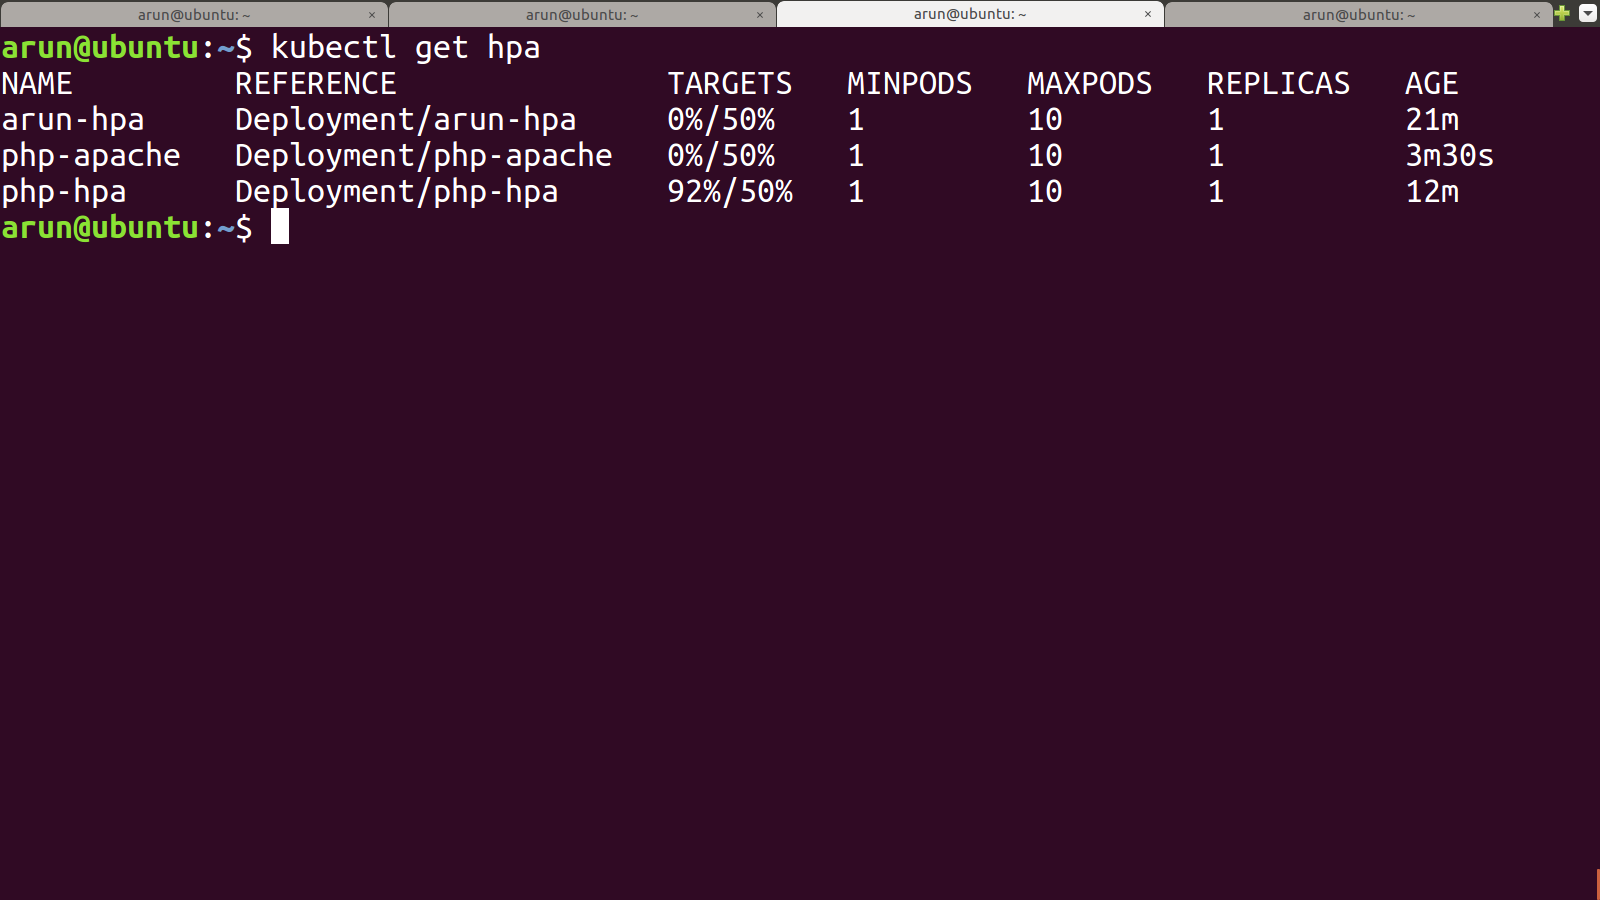 arun@ubuntu: ~ × arun@ubuntu: ~ × arun@ubuntu: ~ × arun@ubuntu: ~ ×
arun@ubuntu:~$ kubectl get hpa
NAME REFERENCE TARGETS MINPODS MAXPODS REPLICAS AGE
arun-hpa Deployment/arun-hpa 0%/50% 1 10 1 21m
php-apache Deployment/php-apache 0%/50% 1 10 1 3m30s
php-hpa Deployment/php-hpa 92%/50% 1 10 1 12m
arun@ubuntu:~$